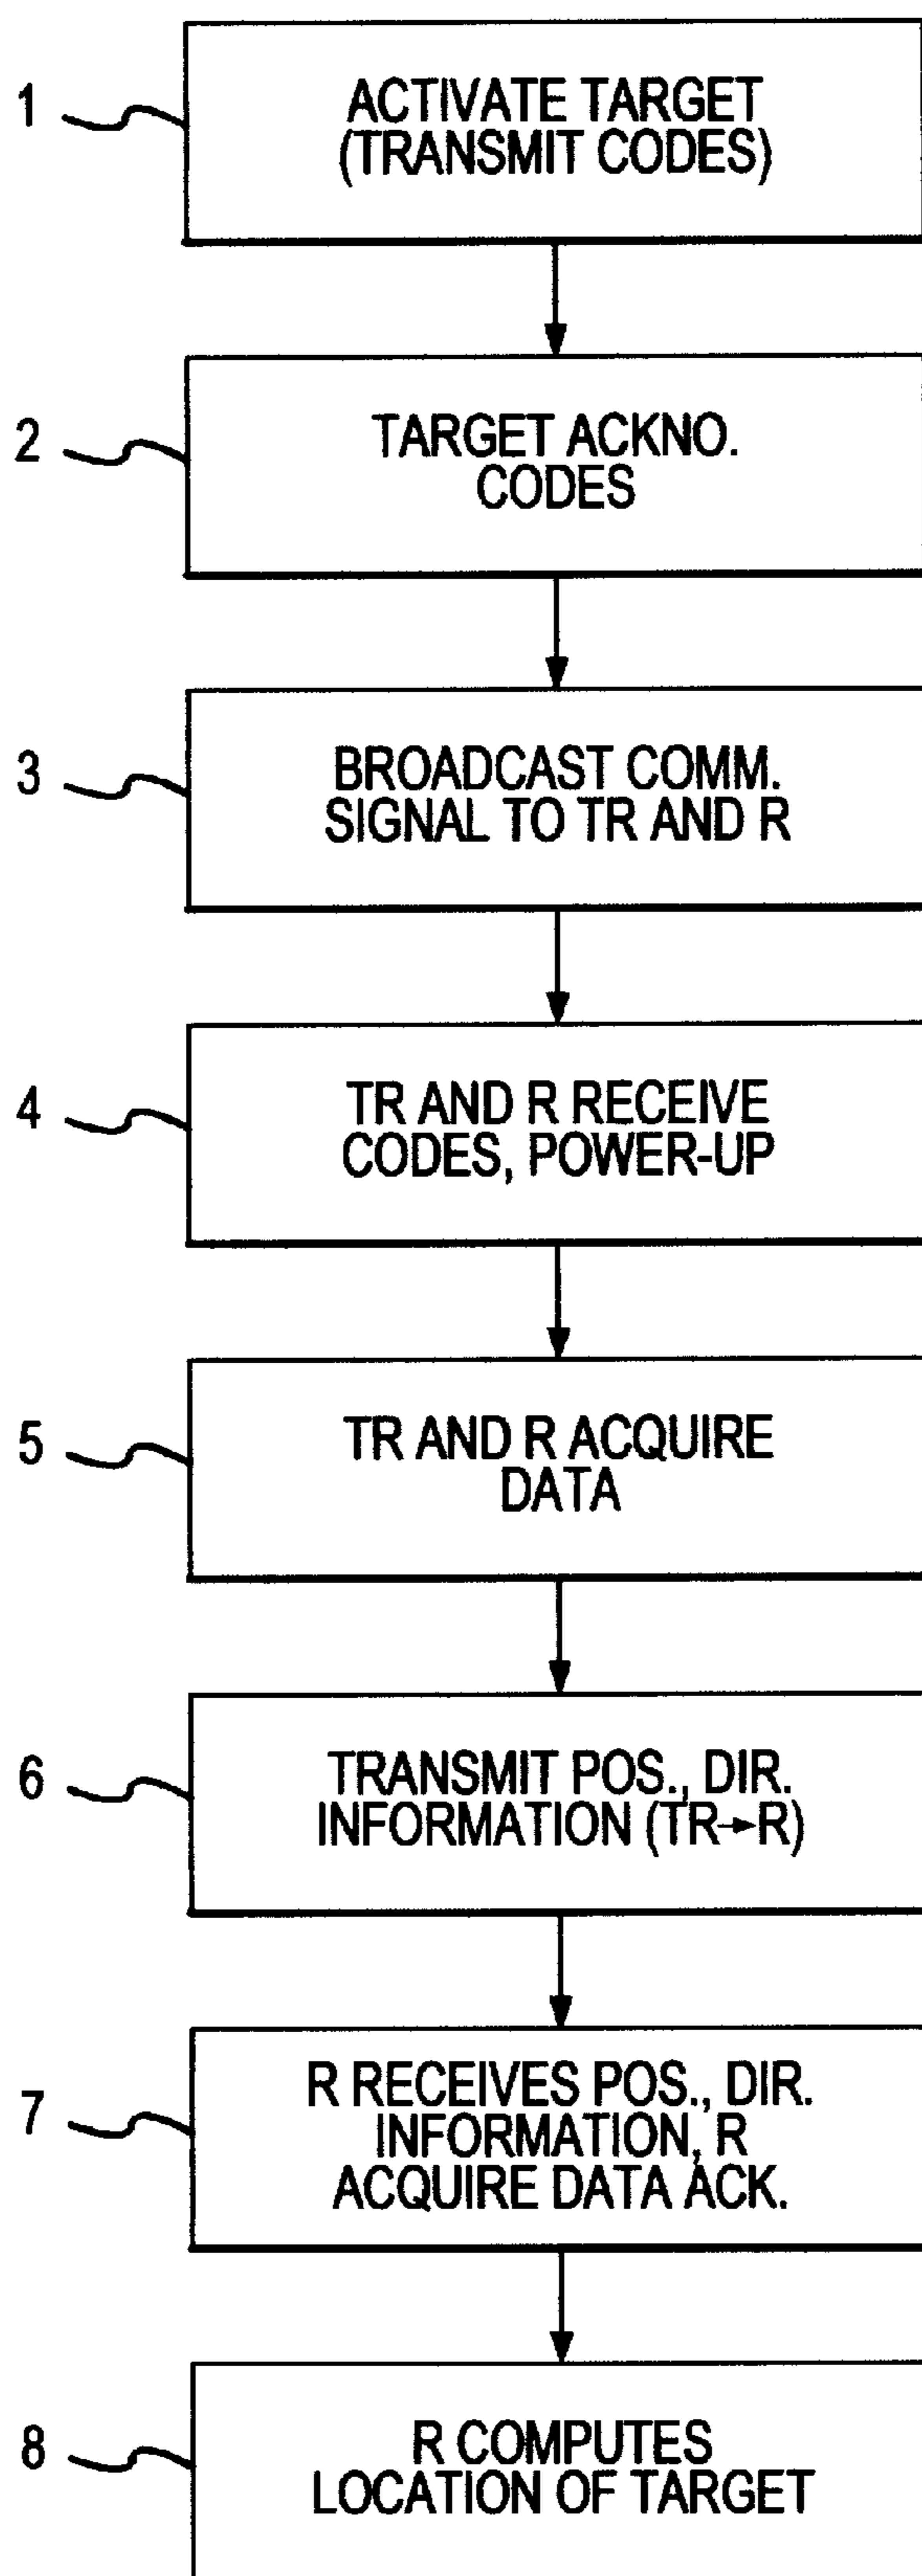 1
ACTIVATE TARGET
(TRANSMIT CODES)
2
TARGET ACKNO.
CODES
3
BROADCAST COMM.
SIGNAL TO TR AND R
4
TR AND R RECEIVE
CODES, POWER-UP
5
TR AND R ACQUIRE
DATA
6
TRANSMIT POS., DIR.
INFORMATION (TR→R)
7
R RECEIVES POS., DIR.
INFORMATION, R
ACQUIRE DATA ACK.
8
R COMPUTES
LOCATION OF TARGET